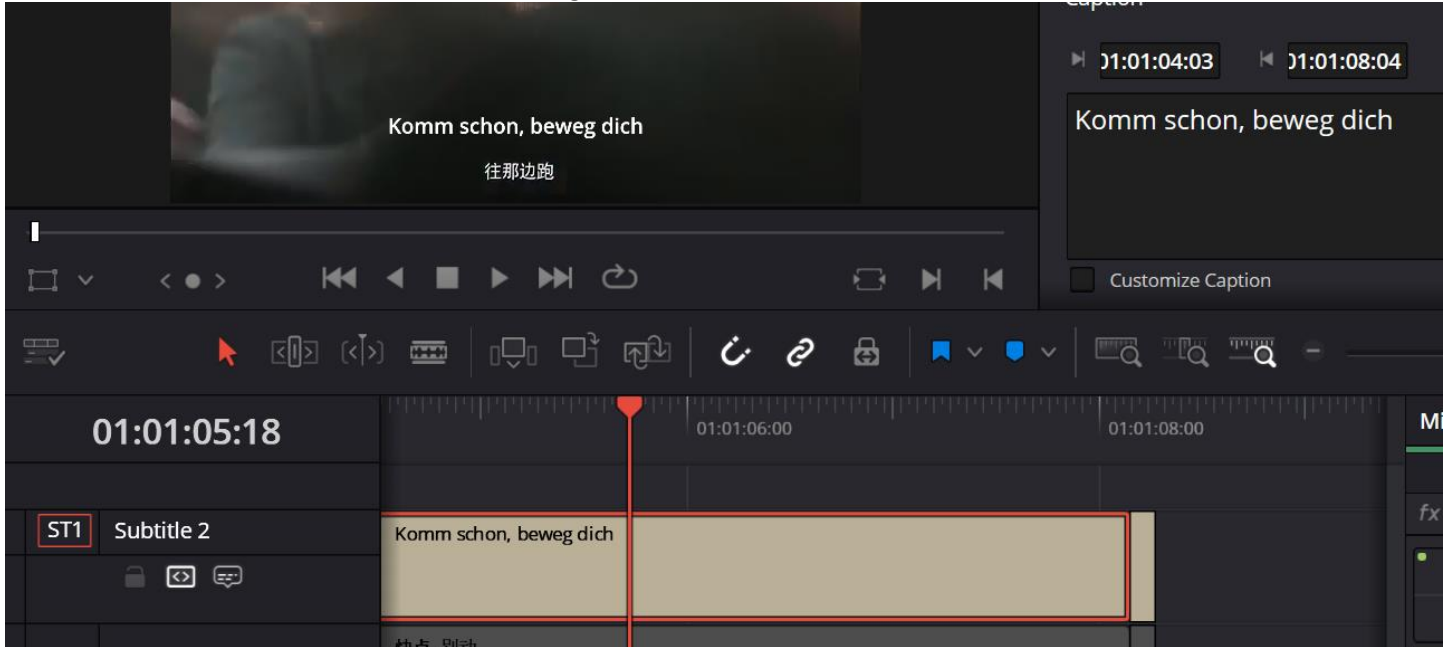 Caption
01:01:04:03
01:01:08:04
Komm schon, beweg dich
Komm schon, beweg dich
往那边跑
Customize Caption
01:01:05:18
01:01:06:00
01:01:08:00
Mi
fx
ST1 Subtitle 2
Komm schon, beweg dich